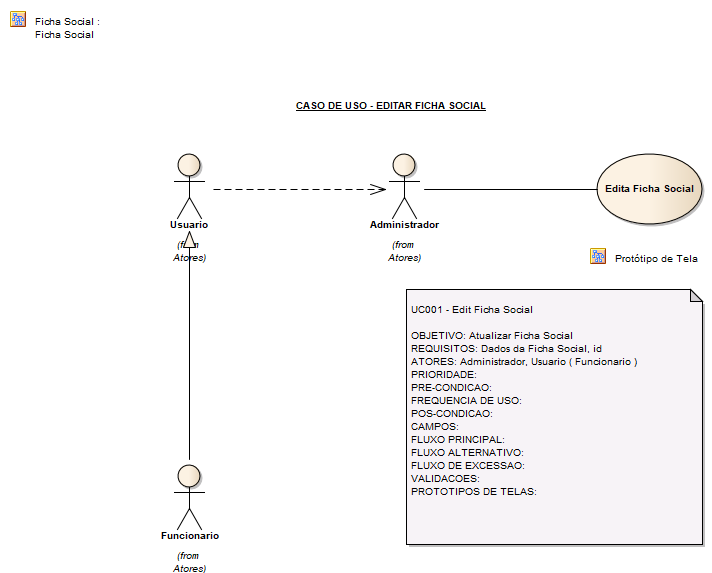 Ficha Social :
Ficha Social
CASO DE USO - EDITAR FICHA SOCIAL
Usuario
(from
Atores)
Administrador
(from
Atores)
Edita Ficha Social
Protótipo de Tela
UC001 - Edit Ficha Social
OBJETIVO: Atualizar Ficha Social
REQUISITOS: Dados da Ficha Social, id
ATORES: Administrador, Usuario ( Funcionario )
PRIORIDADE:
PRE-CONDICAO:
FREQUENCIA DE USO:
POS-CONDICAO:
CAMPOS:
FLUXO PRINCIPAL:
FLUXO ALTERNATIVO:
FLUXO DE EXCESSAO:
VALIDACOES:
PROTOTIPOS DE TELAS:
Funcionario
(from
Atores)